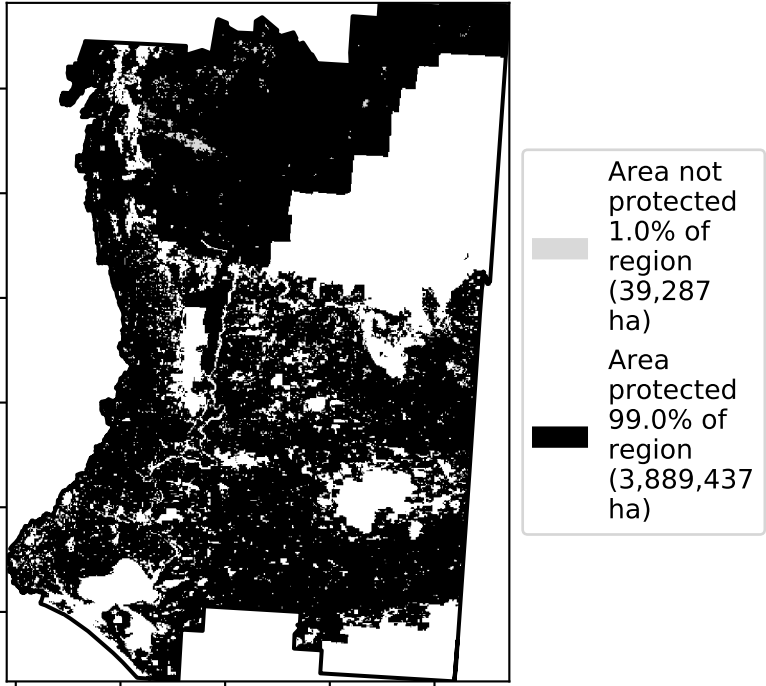 Area not
protected
1.0% of
region
(39,287
ha)
Area
protected
99.0% of
region
(3,889,437
ha)